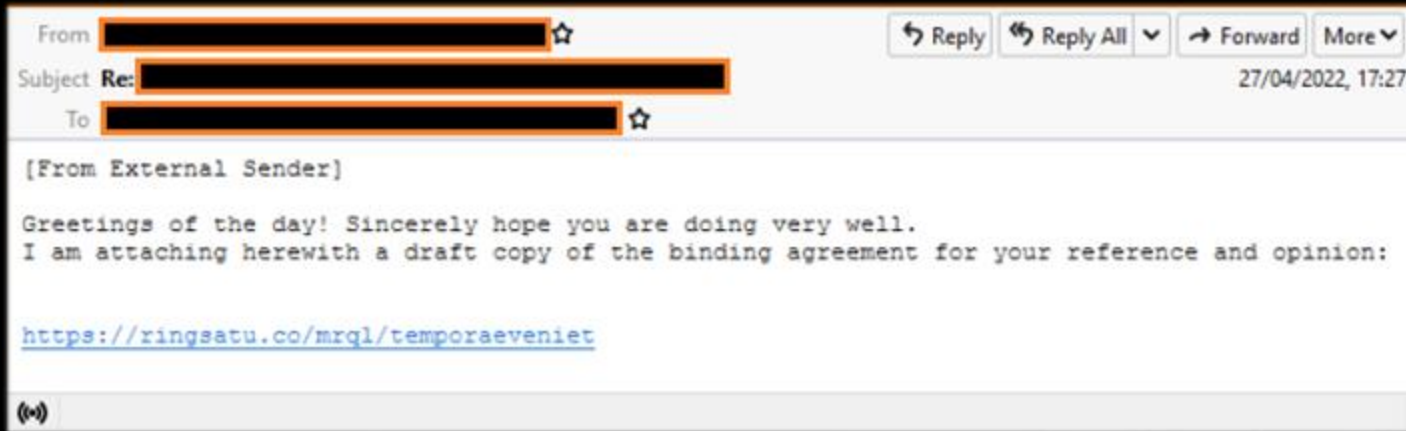 From
Reply Reply All Forward More
Subject Re:
27/04/2022, 17:27
To
[From External Sender]
Greetings of the day! Sincerely hope you are doing very well.
I am attaching herewith a draft copy of the binding agreement for your reference and opinion:
https://ringsatu.co/mrql/temporaeveniet